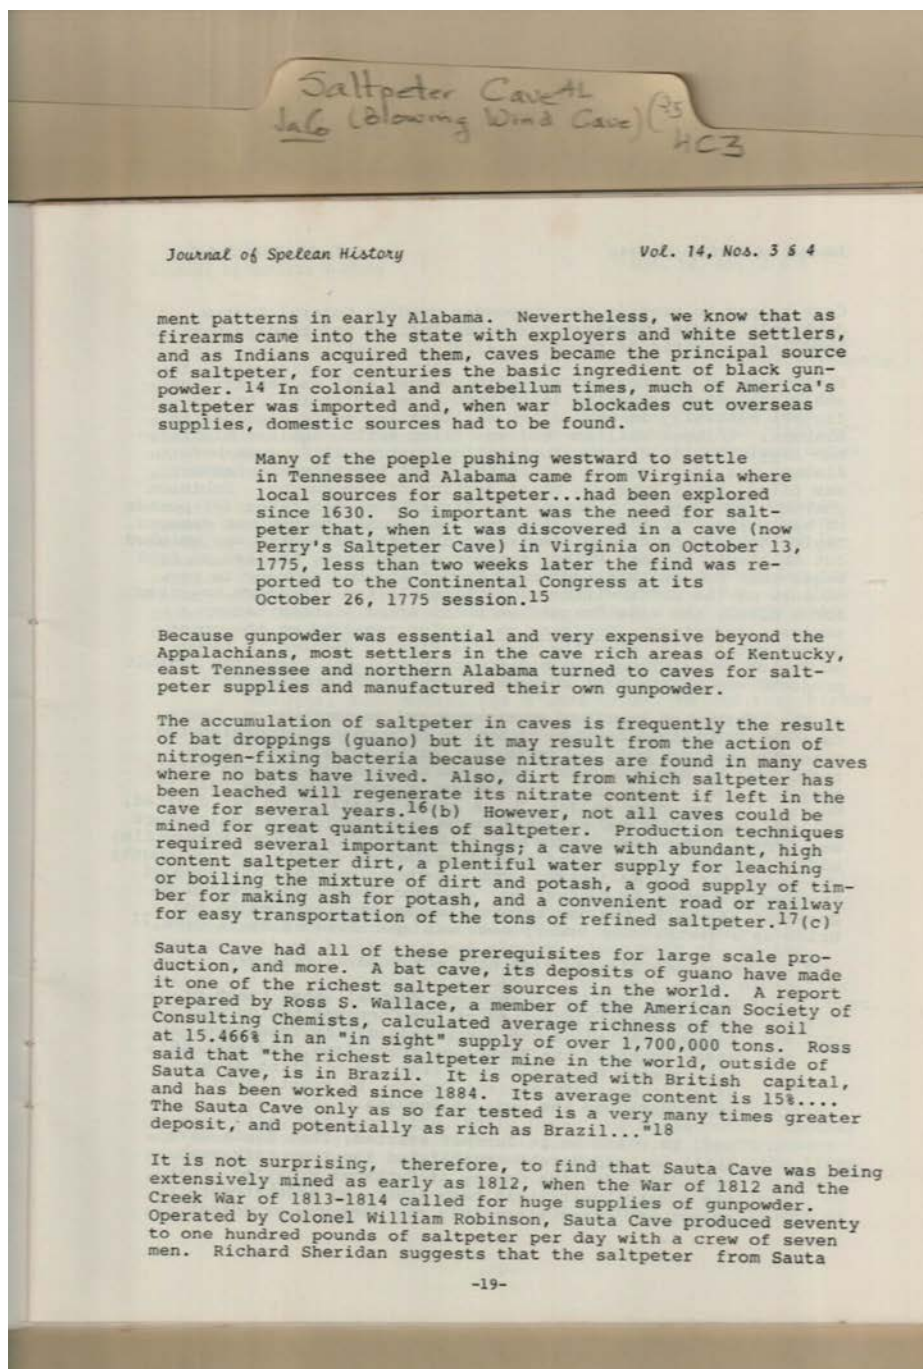 Saltpeter Cave AL
JaCo (Blowing Wind Cave) (
HC3
Journal of Spelean History Vol. 14, Nos. 3 & 4
ment patterns in early Alabama. Nevertheless, we know that as
firearms came into the state with exployers and white settlers,
and as Indians acquired them, caves became the principal source
of saltpeter, for centuries the basic ingredient of black gun-
powder. 14 In colonial and antebellum times, much of America's
saltpeter was imported and, when war blockades cut overseas
supplies, domestic sources had to be found.
Many of the poeple pushing westward to settle
in Tennessee and Alabama came from Virginia where
local sources for saltpeter...had been explored
since 1630. So important was the need for salt-
peter that, when it was discovered in a cave (now
Perry's Saltpeter Cave) in Virginia on October 13,
1775, less than two weeks later the find was re-
ported to the Continental Congress at its
October 26, 1775 session.15
Because gunpowder was essential and very expensive beyond the
Appalachians, most settlers in the cave rich areas of Kentucky,
east Tennessee and northern Alabama turned to caves for salt-
peter supplies and manufactured their own gunpowder.
The accumulation of saltpeter in caves is frequently the result
of bat droppings (guano) but it may result from the action of
nitrogen-fixing bacteria because nitrates are found in many caves
where no bats have lived. Also, dirt from which saltpeter has
been leached will regenerate its nitrate content if left in the
cave for several years.16(b) However, not all caves could be
mined for great quantities of saltpeter. Production techniques
required several important things; a cave with abundant, high
content saltpeter dirt, a plentiful water supply for leaching
or boiling the mixture of dirt and potash, a good supply of tim-
ber for making ash for potash, and a convenient road or railway
for easy transportation of the tons of refined saltpeter.17(c)
Sauta Cave had all of these prerequisites for large scale pro-
duction, and more. A bat cave, its deposits of guano have made
it one of the richest saltpeter sources in the world. A report
prepared by Ross S. Wallace, a member of the American Society of
Consulting Chemists, calculated average richness of the soil
at 15.466% in an "in sight" supply of over 1,700,000 tons. Ross
said that "the richest saltpeter mine in the world, outside of
Sauta Cave, is in Brazil. It is operated with British capital,
and has been worked since 1884. Its average content is 15%....
The Sauta Cave only as so far tested is a very many times greater
deposit, and potentially as rich as Brazil..."18
It is not surprising, therefore, to find that Sauta Cave was being
extensively mined as early as 1812, when the War of 1812 and the
Creek War of 1813-1814 called for huge supplies of gunpowder.
Operated by Colonel William Robinson, Sauta Cave produced seventy
to one hundred pounds of saltpeter per day with a crew of seven
men. Richard Sheridan suggests that the saltpeter from Sauta
-19-